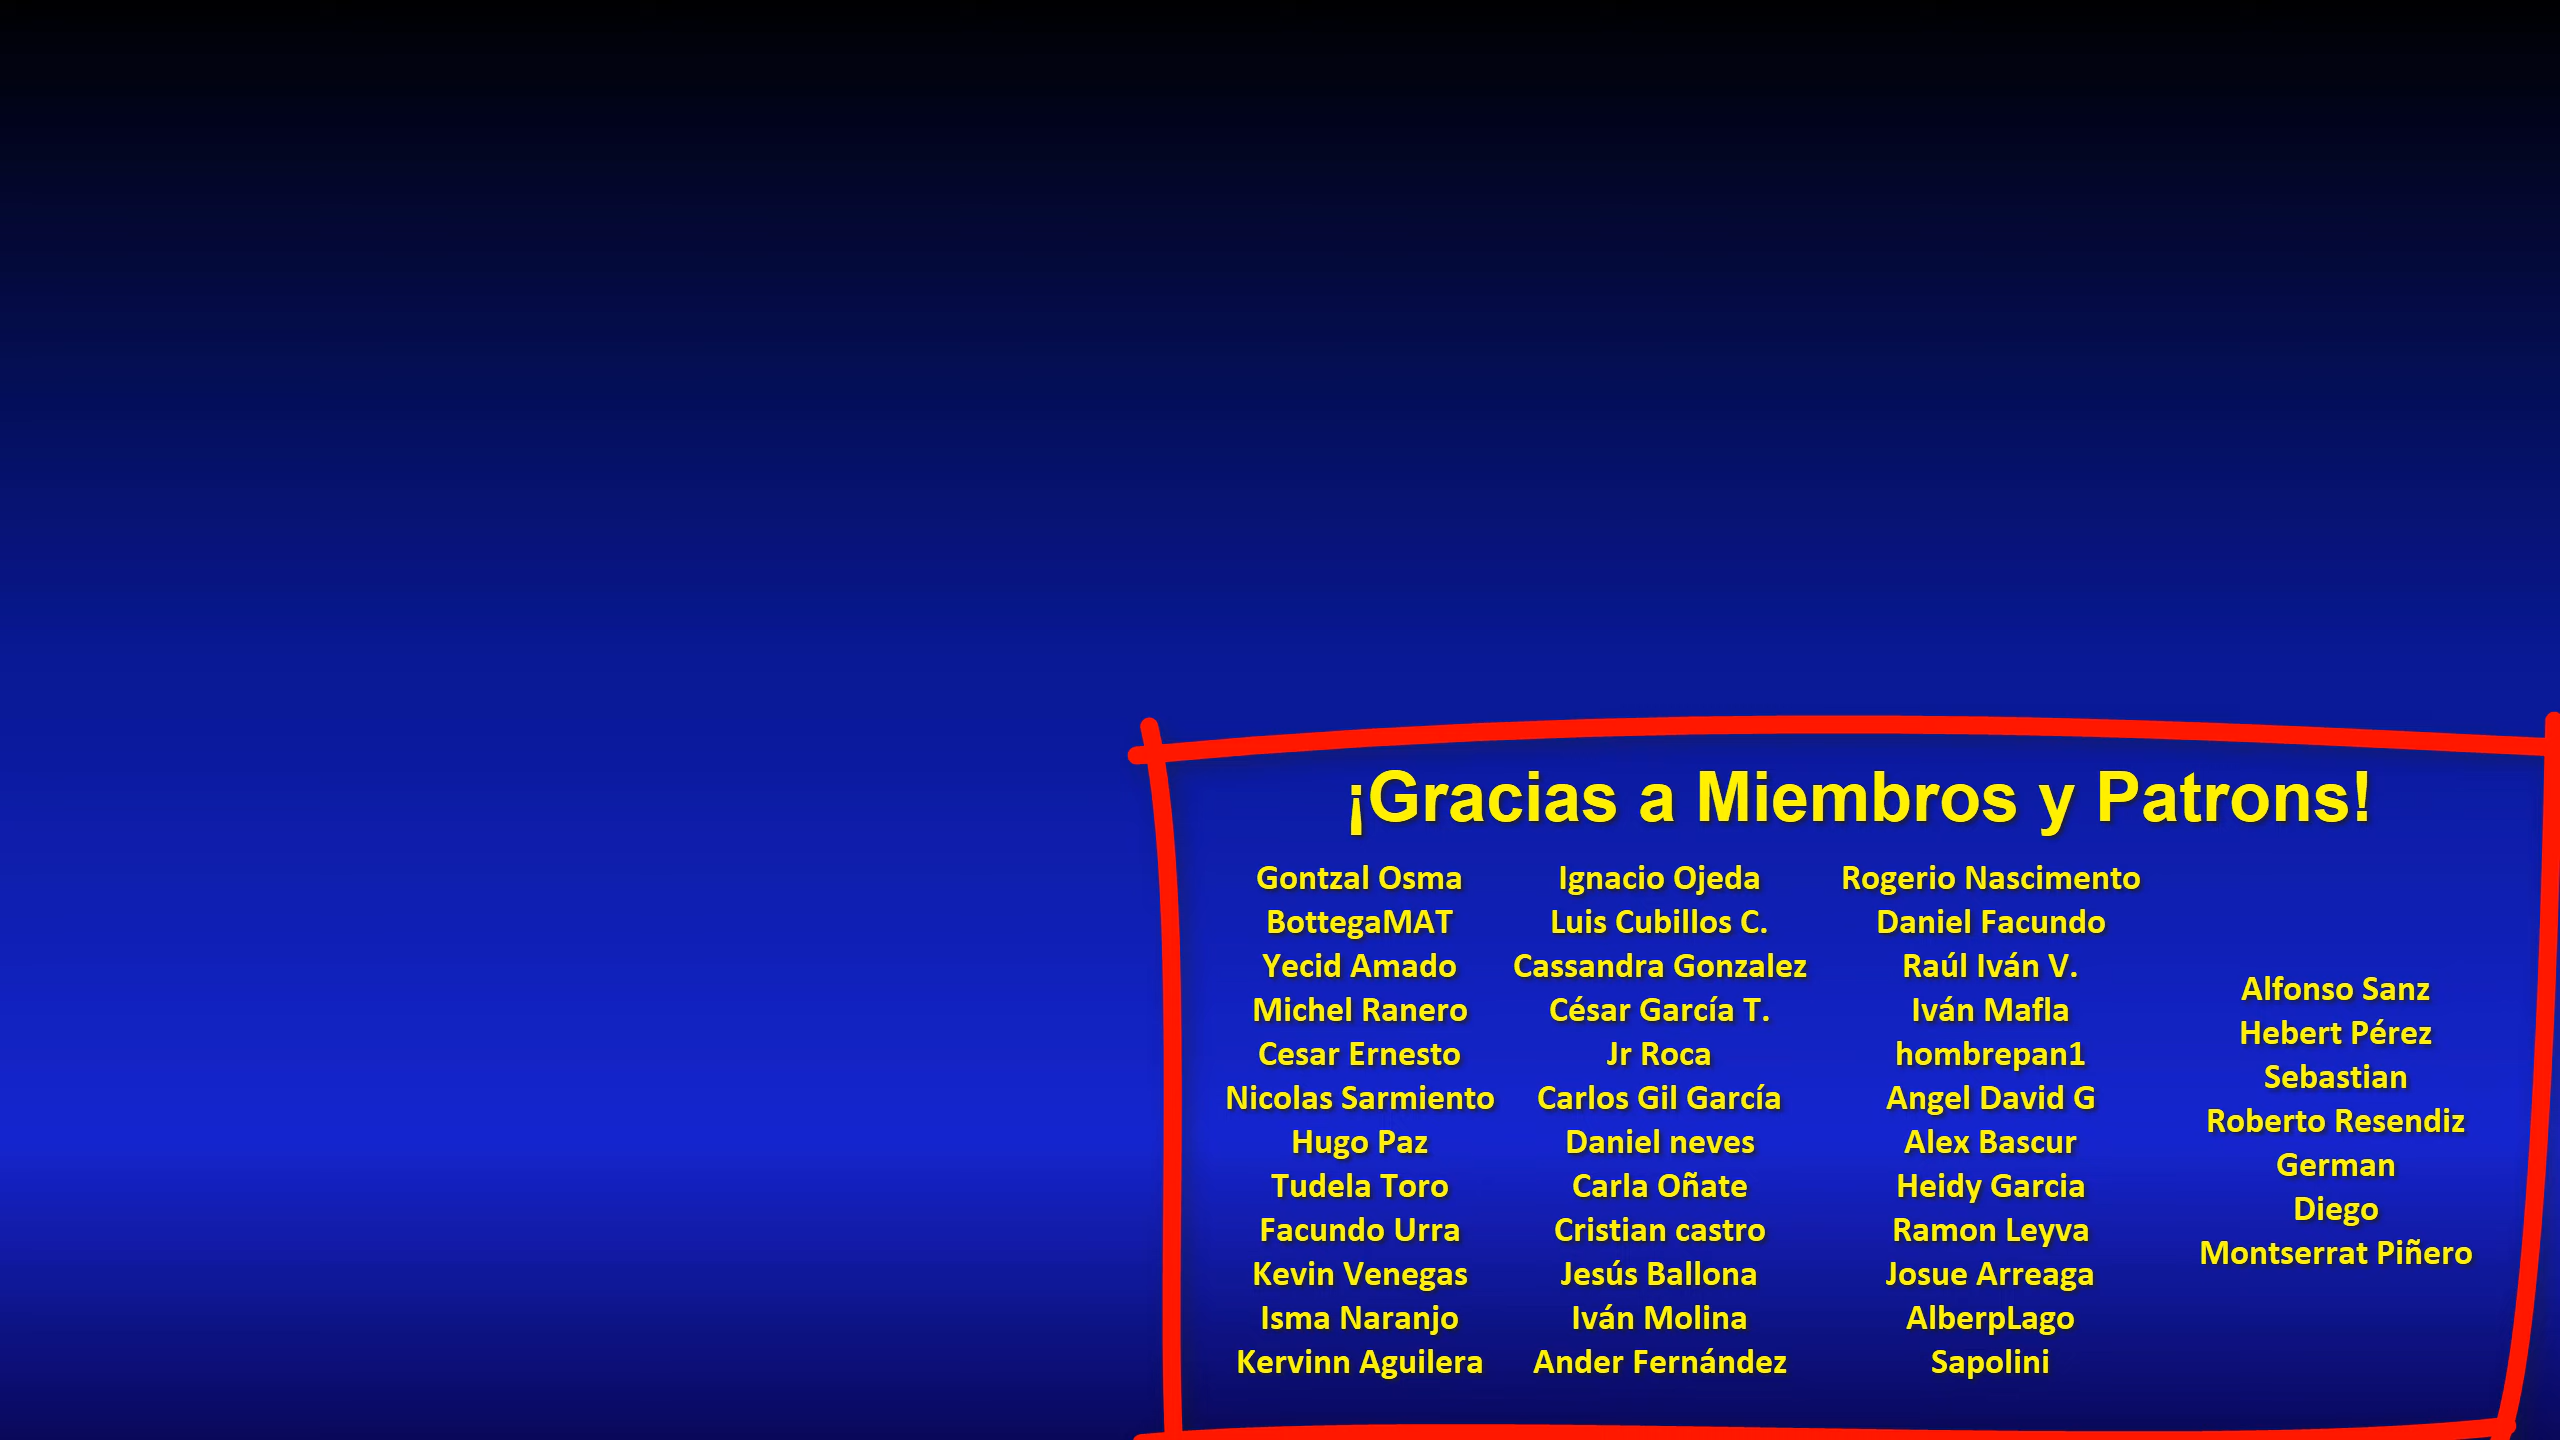 ¡Gracias a Miembros y Patrons!
Gontzal Osma
BottegaMAT
Yecid Amado
Michel Ranero
Cesar Ernesto
Nicolas Sarmiento
Hugo Paz
Tudela Toro
Facundo Urra
Kevin Venegas
Isma Naranjo
Kervinn Aguilera
Ignacio Ojeda
Luis Cubillos C.
Cassandra Gonzalez
César García T.
Jr Roca
Carlos Gil García
Daniel neves
Carla Oñate
Cristian castro
Jesús Ballona
Iván Molina
Ander Fernández
Rogerio Nascimento
Daniel Facundo
Raúl Iván V.
Iván Mafla
hombrepan1
Angel David G
Alex Bascur
Heidy Garcia
Ramon Leyva
Josue Arreaga
AlberpLago
Sapolini
Alfonso Sanz
Hebert Pérez
Sebastian
Roberto Resendiz
German
Diego
Montserrat Piñero